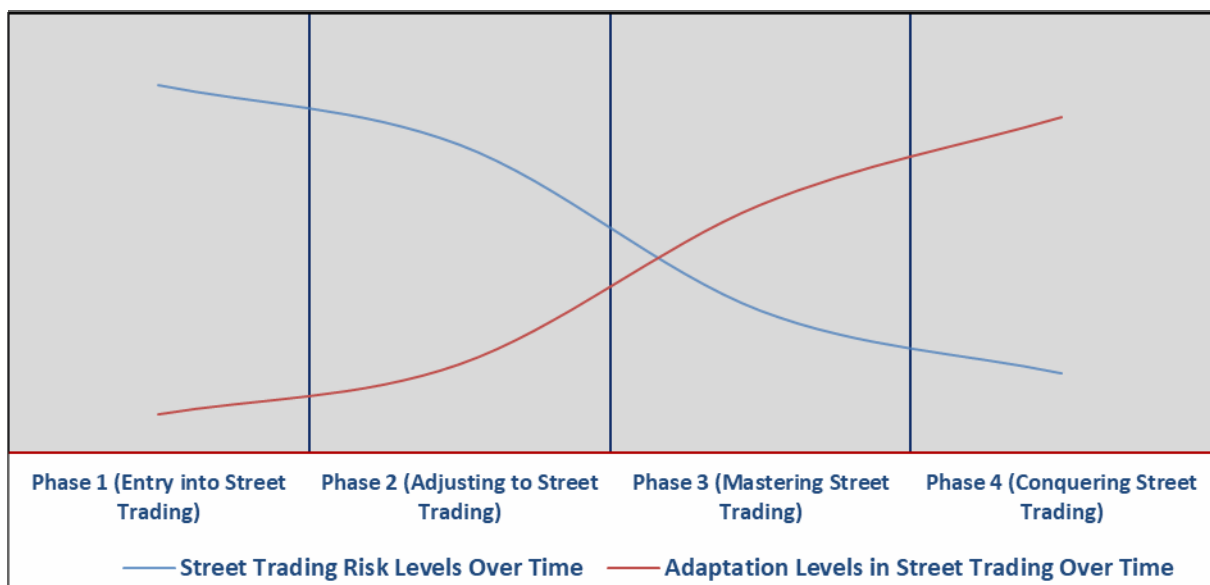 Phase 1 (Entry into Street
Trading)
Phase 2 (Adjusting to Street
Trading)
Phase 3 (Mastering Street
Trading)
Phase 4 (Conquering Street
Trading)
Street Trading Risk Levels Over Time
Adaptation Levels in Street Trading Over Time